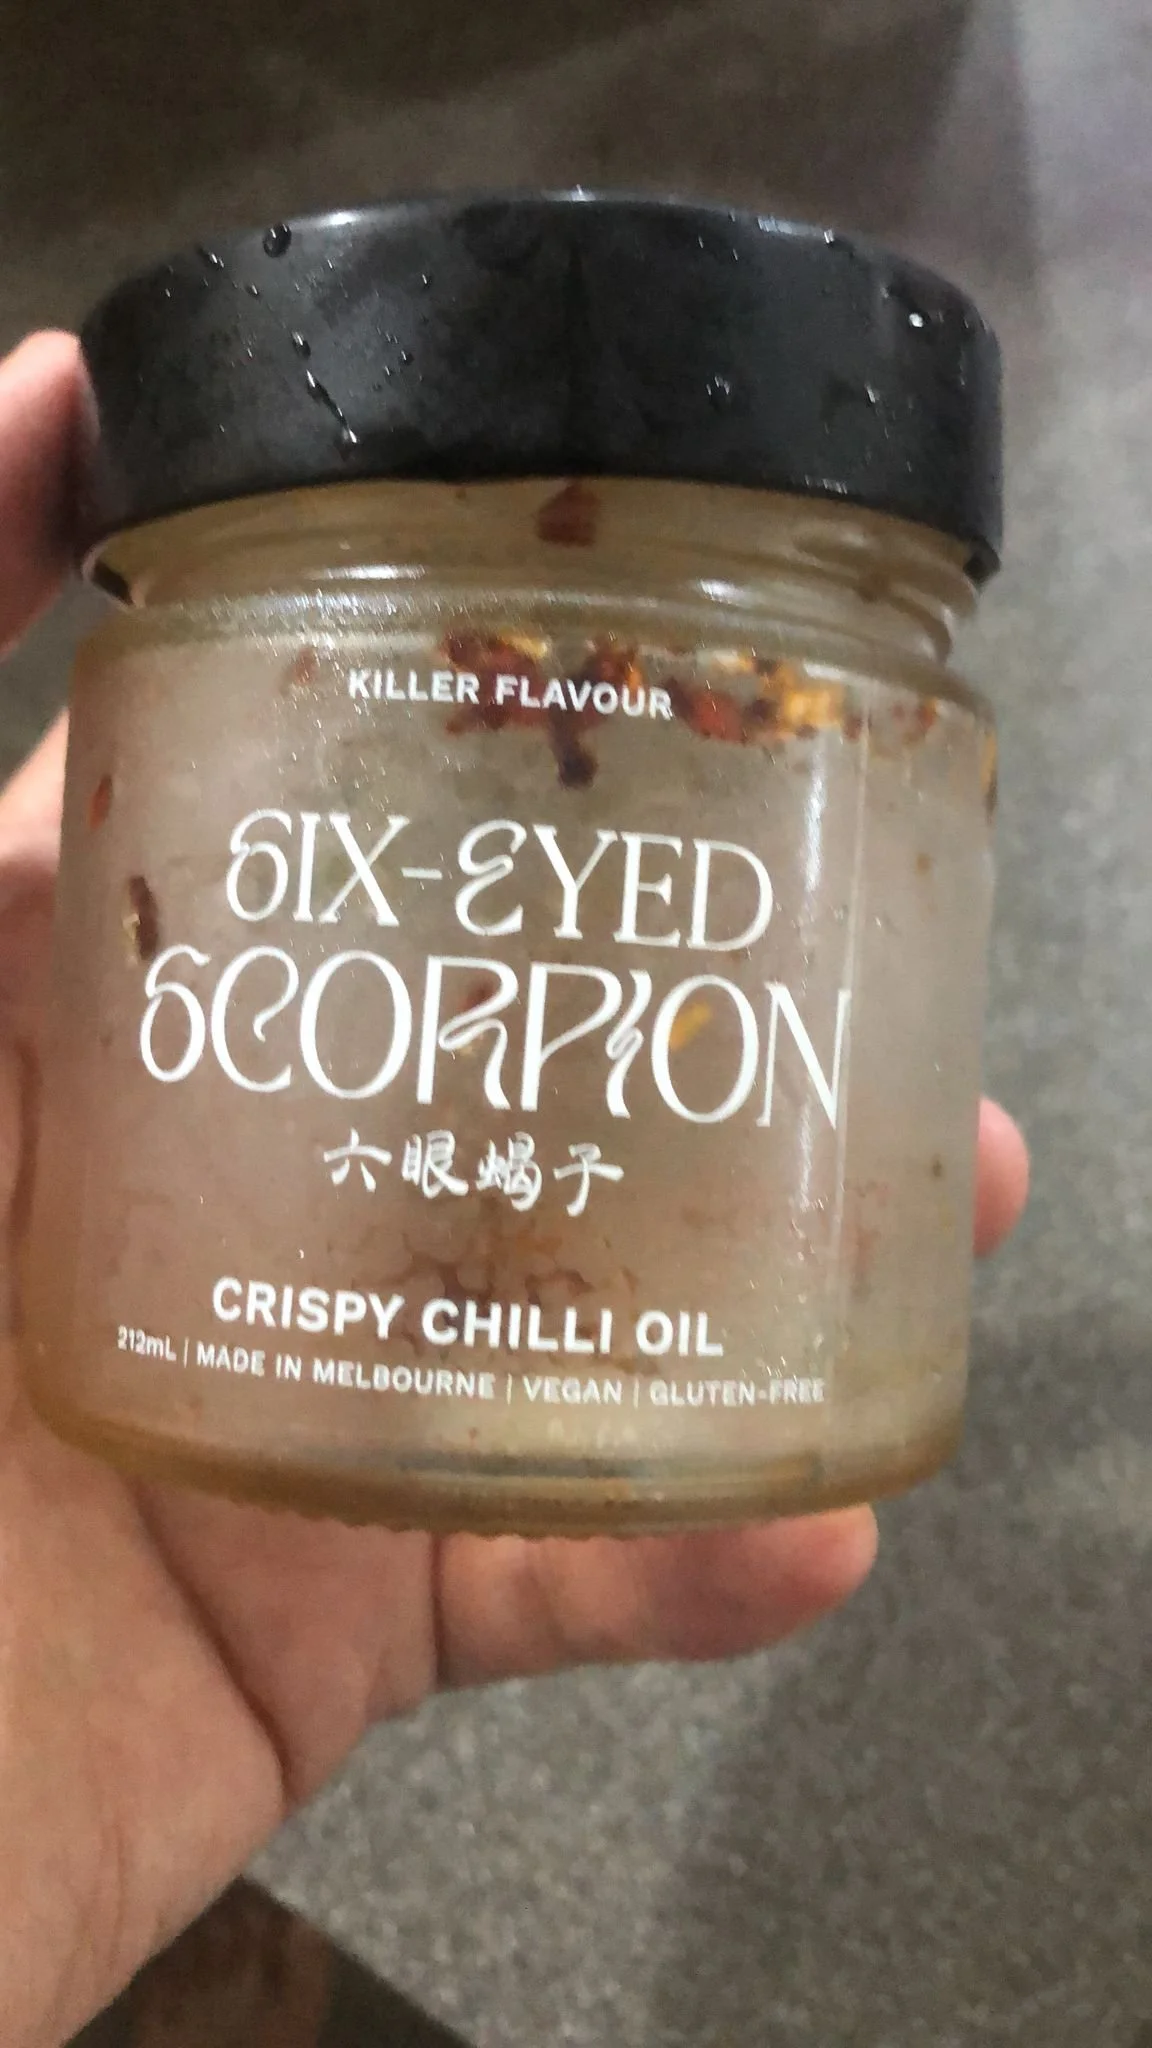 KILLER FLAVOUR
SIX-EYED
SCORPION
六眼蝎子
CRISPY CHILLI OIL
212mL | MADE IN MELBOURNE | VEGAN | GLUTEN-FREE